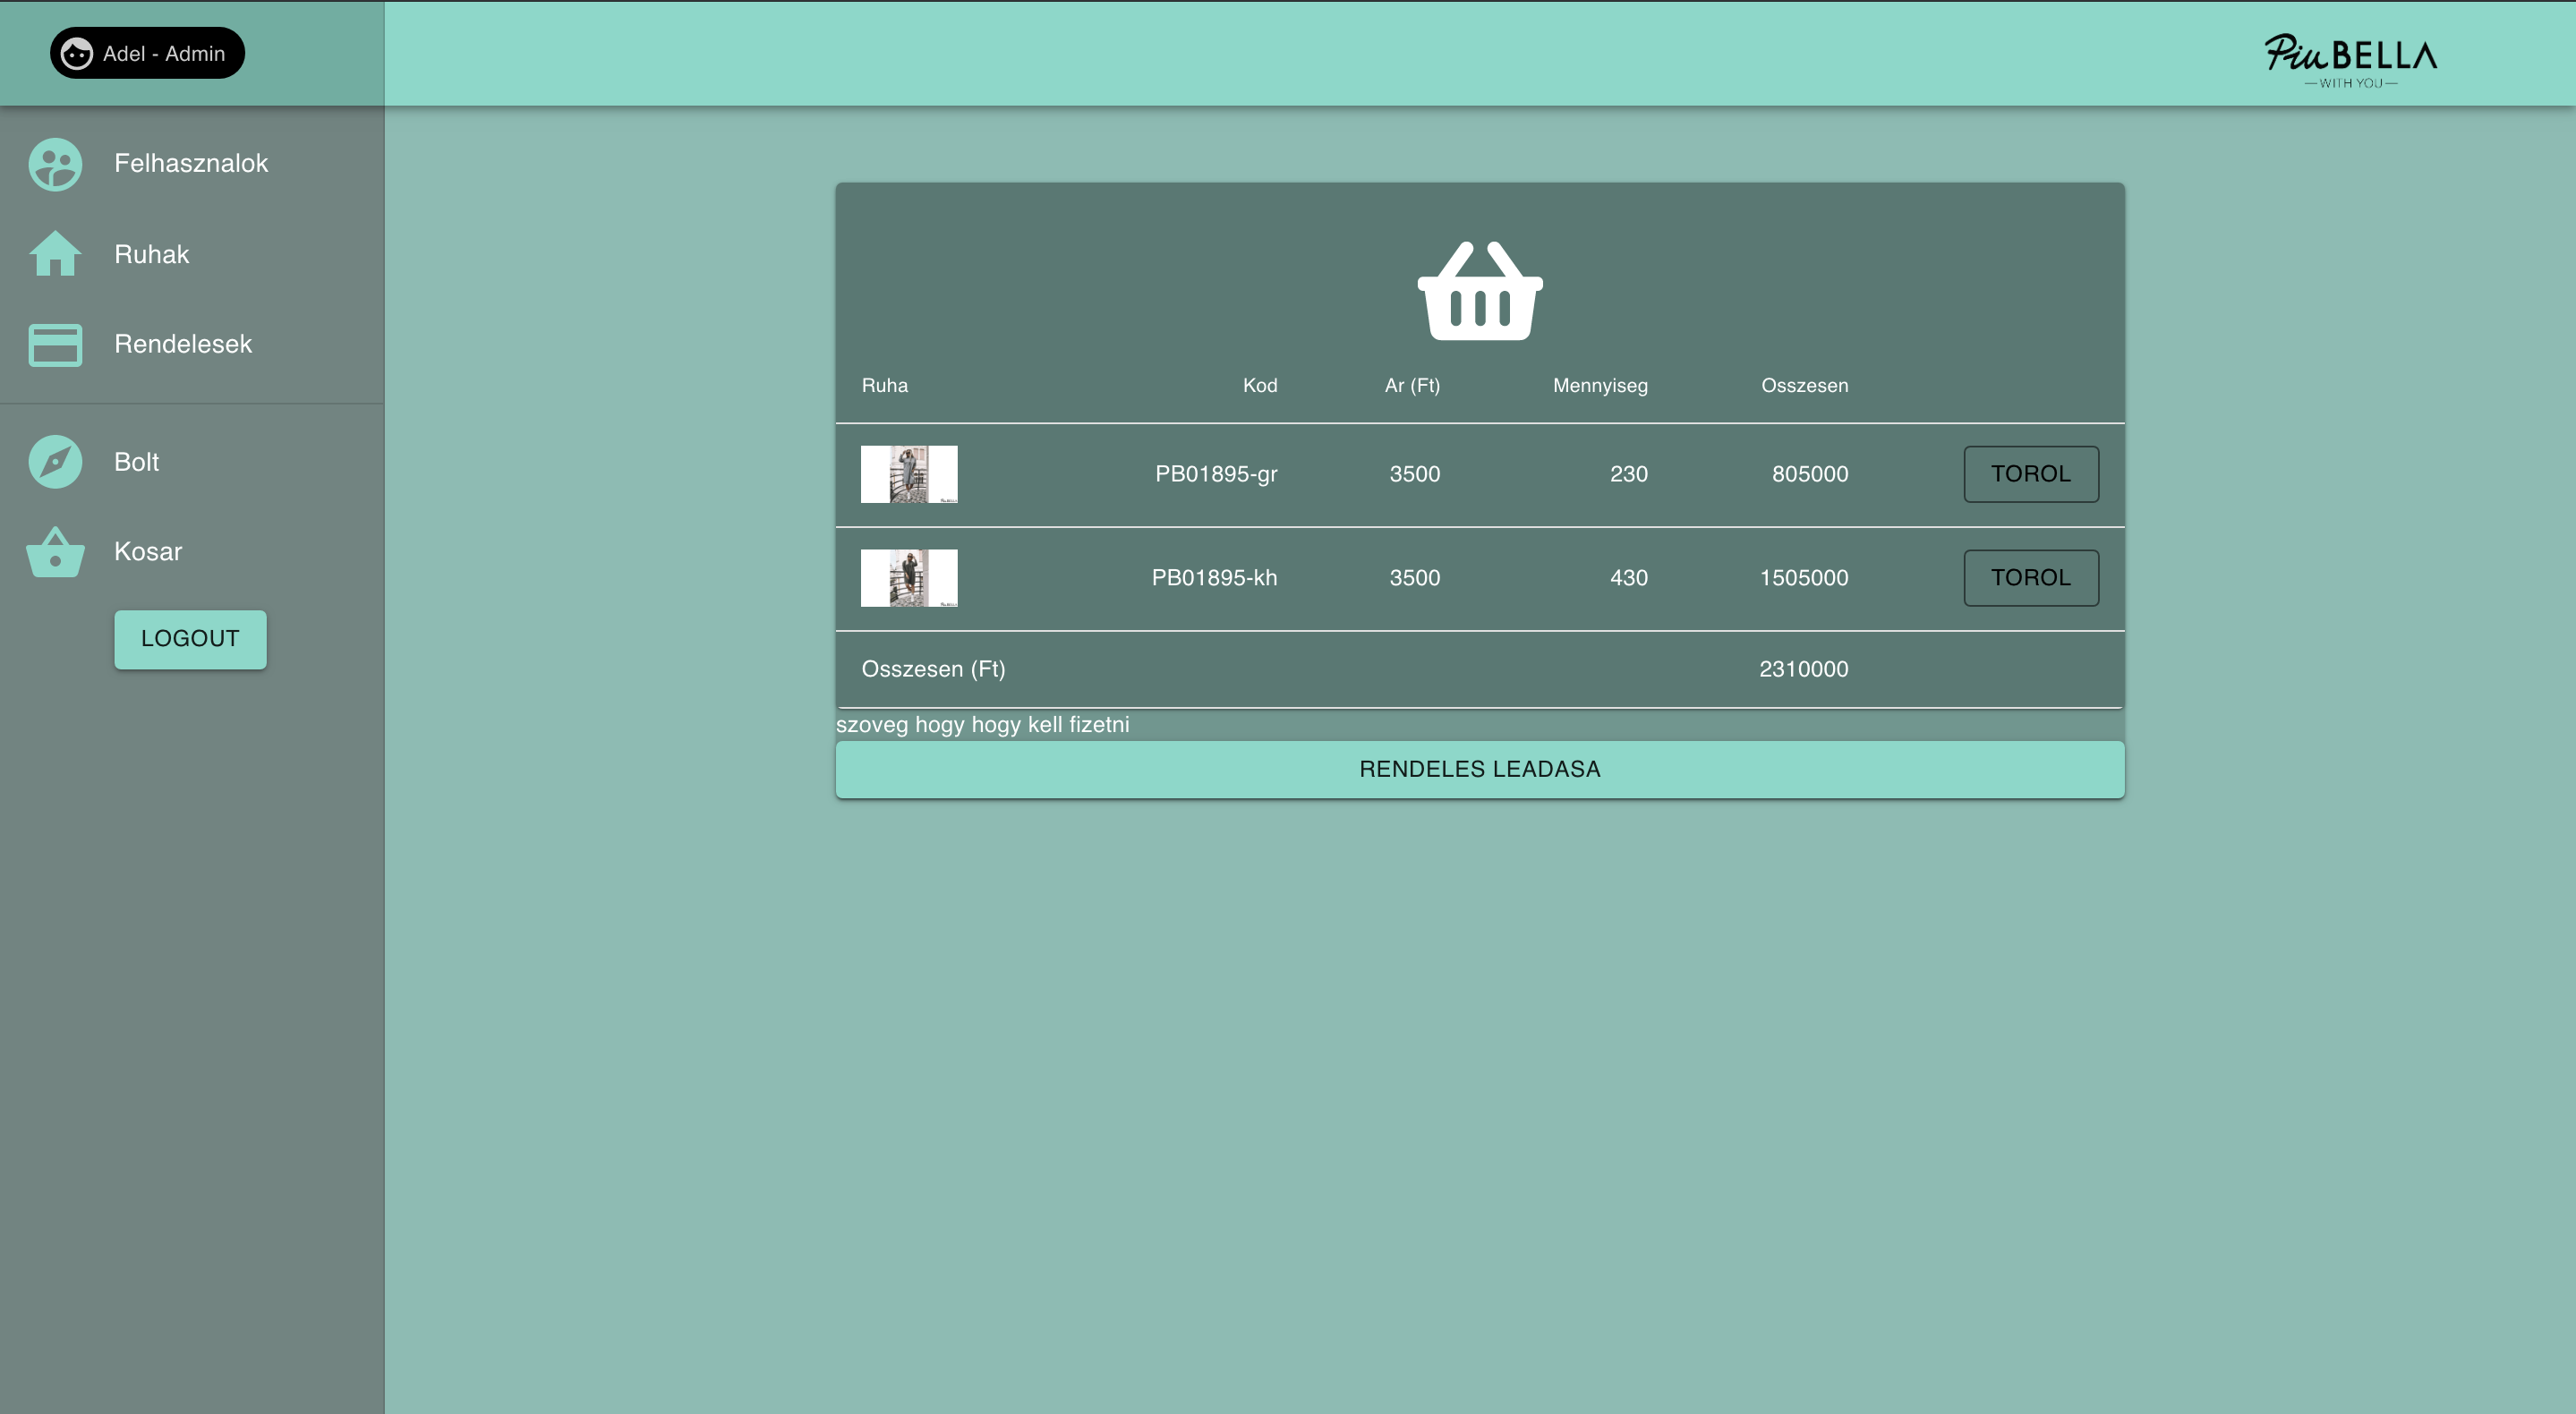 Adel - Admin
Piu BELLA
WITH YOU
Felhasznalok
Ruhak
Rendelesek
Bolt
Kosar
LOGOUT
Ruha Kod Ar (Ft) Mennyiseg Osszesen
PB01895-gr 3500 230 805000 TOROL
PB01895-kh 3500 430 1505000 TOROL
Osszesen (Ft) 2310000
szoveg hogy hogy kell fizetni
RENDELES LEADASA